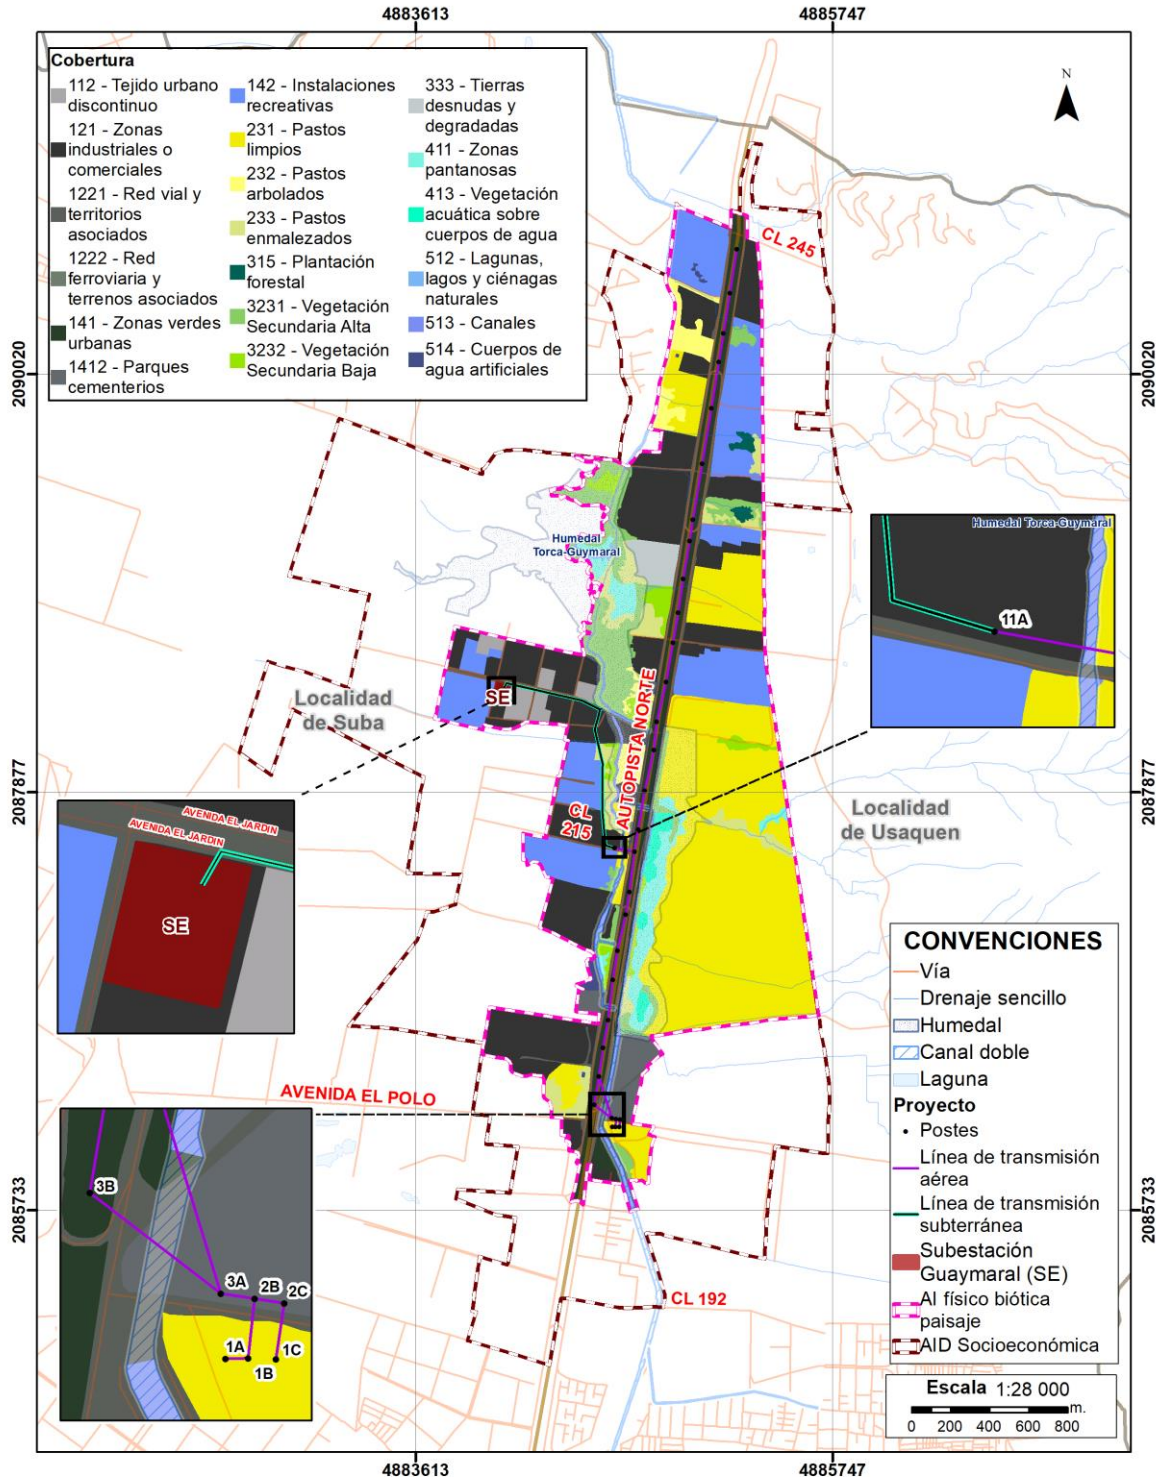 4883613
4885747
Cobertura
112 - Tejido urbano
discontinuo
121 - Zonas
industriales o
comerciales
1221 - Red vial y
territorios
asociados
1222 - Red
ferroviaria y
terrenos asociados
141 - Zonas verdes
urbanas
1412 - Parques
cementerios
142 - Instalaciones
recreativas
231 - Pastos
limpios
232 - Pastos
arbolados
233 - Pastos
enmalezados
315 - Plantación
forestal
3231 - Vegetación
Secundaria Alta
3232 - Vegetación
Secundaria Baja
333 - Tierras
desnudas y
degradadas
411 - Zonas
pantanosas
413 - Vegetación
acuática sobre
cuerpos de agua
512 - Lagunas,
lagos y ciénagas
naturales
513 - Canales
514 - Cuerpos de
agua artificiales
N
CL 245
2090020
2090020
Humedal
Torca-Guymaral
Humedal Torca-Guymaral
11A
Localidad
de Suba
SE
AUTOPISTA NORTE
2087877
2087877
CL
215
Localidad
de Usaquen
AVENIDA EL JARDIN
AVENIDA EL JARDIN
SE
AVENIDA EL POLO
3B
3A
2B
2C
1A
1B
1C
2085733
2085733
CL 192
CONVENCIONES
Vía
Drenaje sencillo
Humedal
Canal doble
Laguna
Proyecto
Postes
Línea de transmisión
aérea
Línea de transmisión
subterránea
Subestación
Guaymaral (SE)
AI físico biótica
paisaje
AID Socioeconómica
Escala 1:28 000
0 200 400 600 800 m.
4883613
4885747